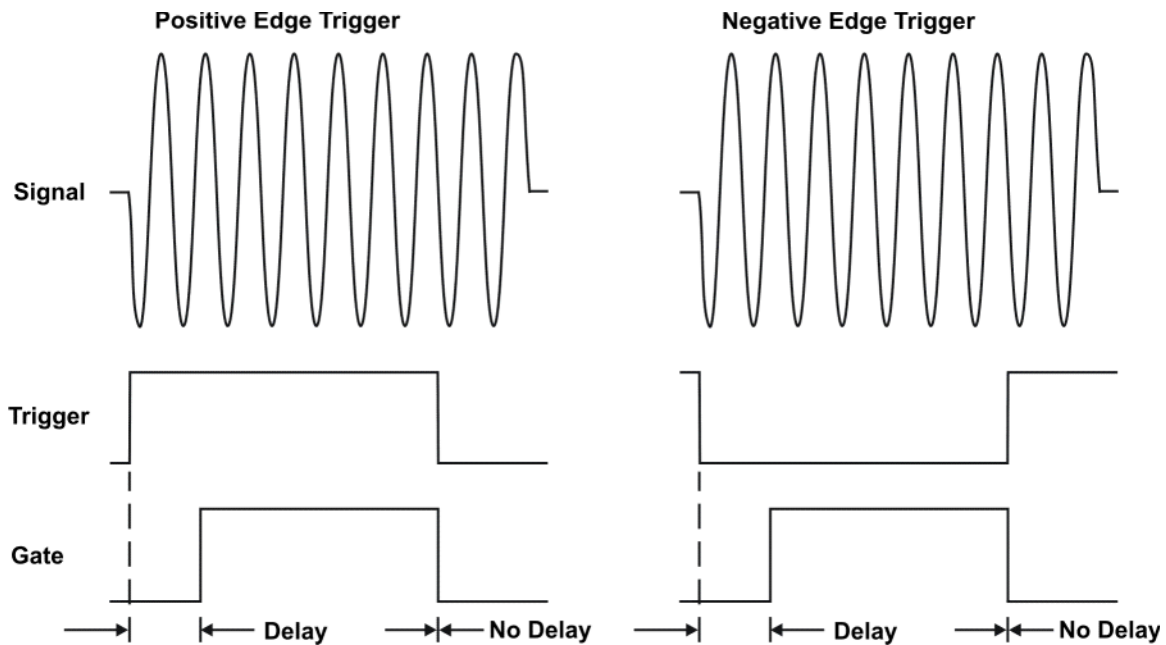 Positive Edge Trigger
Negative Edge Trigger
Signal
Trigger
Gate
Delay
No Delay
Delay
No Delay